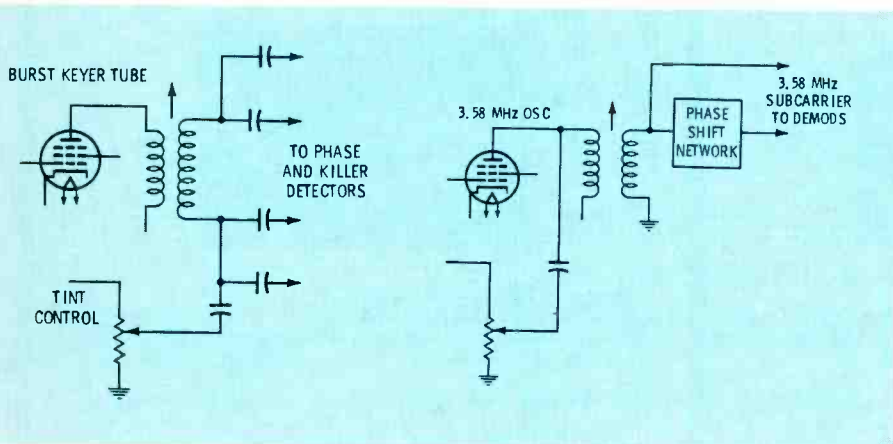 BURST KEYER TUBE
TO PHASE
AND KILLER
DETECTORS
TINT
CONTROL
3.58 MHz OSC
PHASE
SHIFT
NETWORK
3.58 MHz
SUBCARRIER
TO DEMODS